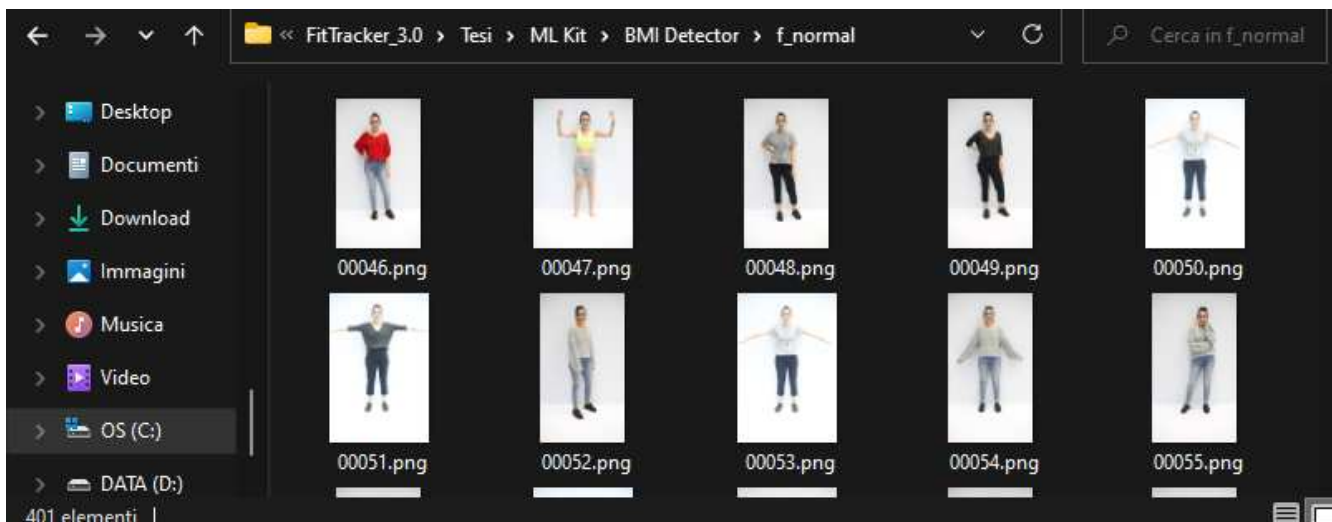 « FitTracker_3.0 › Tesi › ML Kit › BMI Detector › f_normal
Cerca in f_normal
Desktop
Documenti
Download
Immagini
Musica
Video
OS (C:)
DATA (D:)
00046.png 00047.png 00048.png 00049.png 00050.png
00051.png 00052.png 00053.png 00054.png 00055.png
401 elementi